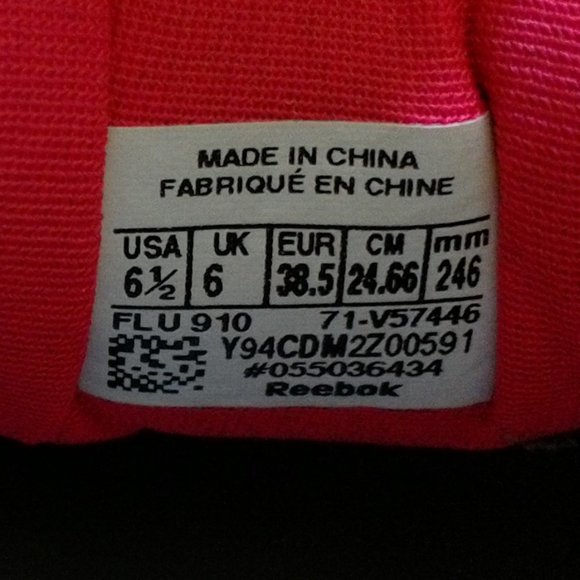 MADE IN CHINA
FABRIQUÉ EN CHINE
USA UK EUR CM mm
6½ 6 38.5 24.66 246
FLU 910 71-V57446
Y94CDM2Z00591
#055036434
Reebok